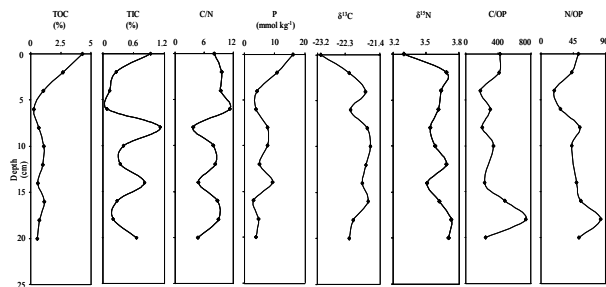 TOC (%)
TIC (%)
C/N
P (mmol kg-1)
δ13C
δ15N
C/OP
N/OP
0 2.5 5
0 0.6 1.2
0 6 12
0 10 20
-23.2 -22.3 -21.4
3.2 3.5 3.8
0 400 800
0 45 90
0
5
10
15
20
25
Depth (cm)